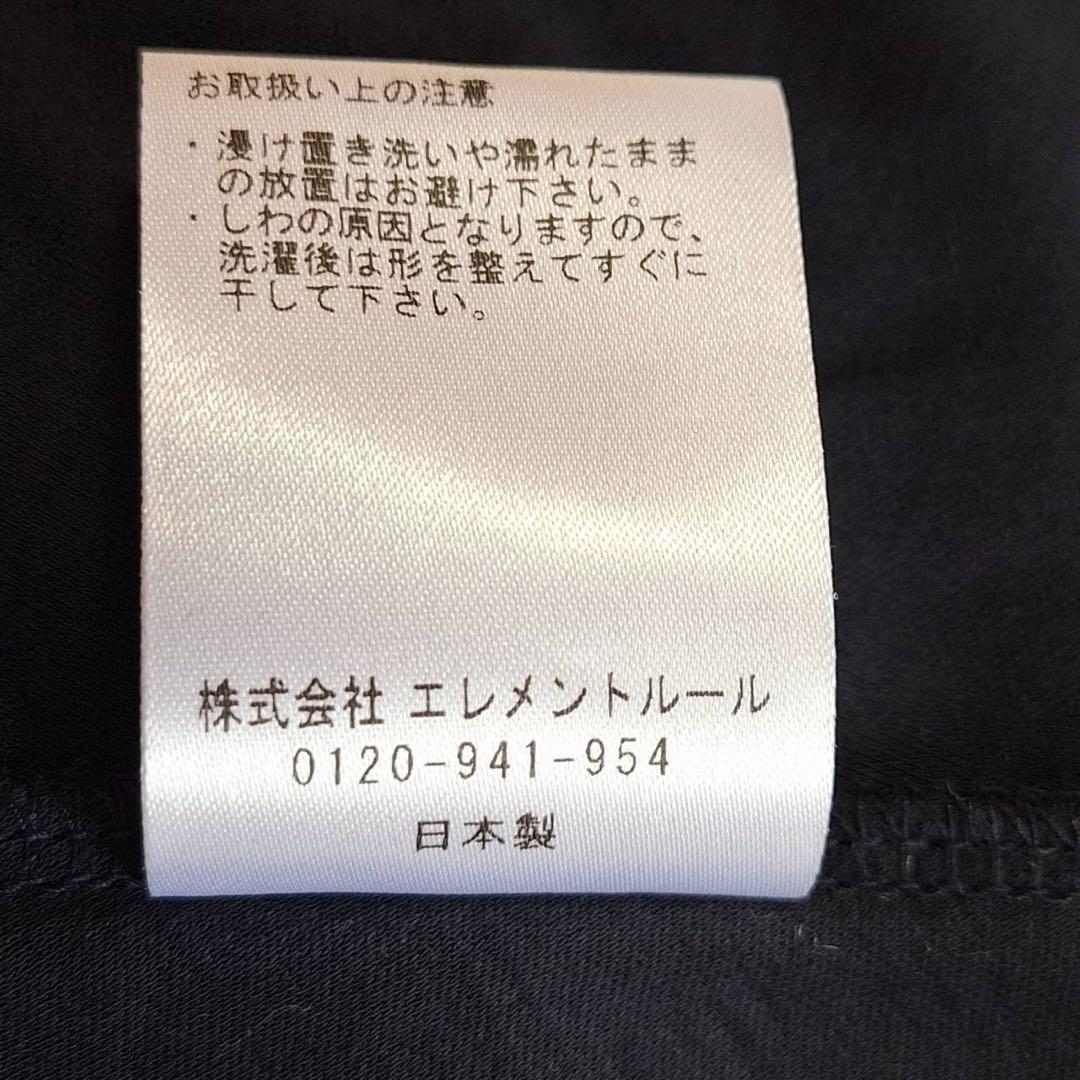 お取扱い上の注意
・浸け置き洗いや濡れたまま
の放置はお避け下さい。
・しわの原因となりますので、
洗濯後は形を整えてすぐに
干して下さい。
株式会社 エレメントルール
0120-941-954
日本製